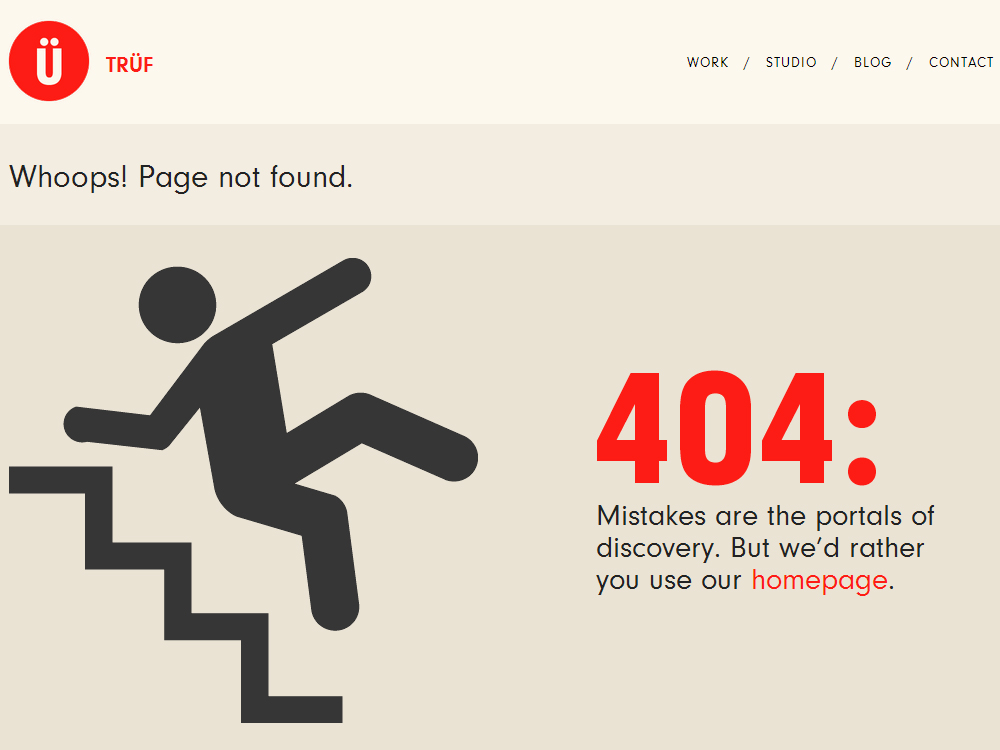 Ü
TRÜF
WORK / STUDIO / BLOG / CONTACT
Whoops! Page not found.
404:
Mistakes are the portals of
discovery. But we’d rather
you use our homepage.